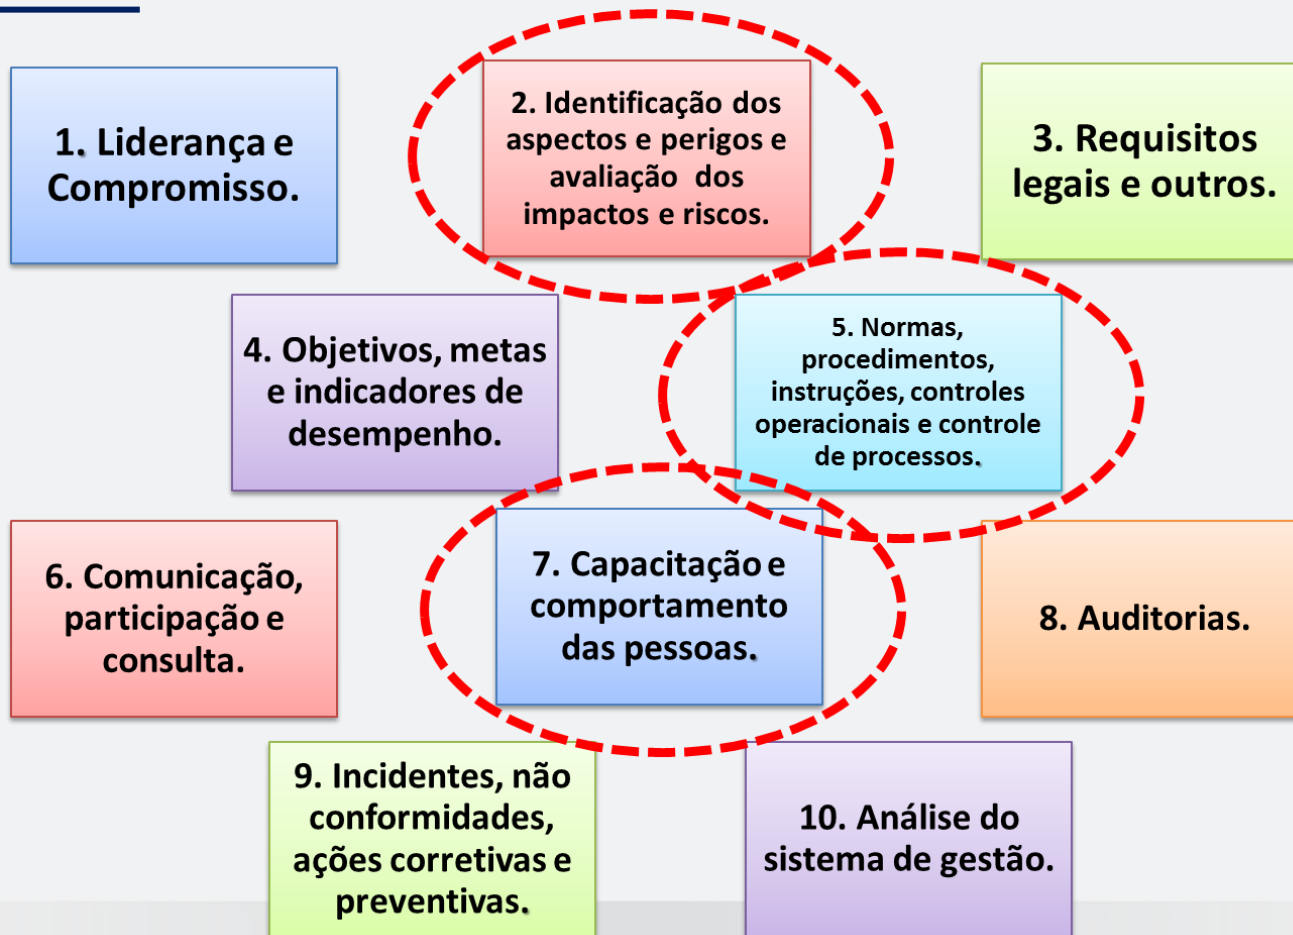 1. Liderança e
Compromisso.
2. Identificação dos
aspectos e perigos e
avaliação dos
impactos e riscos.
3. Requisitos
legais e outros.
4. Objetivos, metas
e indicadores de
desempenho.
5. Normas,
procedimentos,
instruções, controles
operacionais e controle
de processos.
6. Comunicação,
participação e
consulta.
7. Capacitação e
comportamento
das pessoas.
8. Auditorias.
9. Incidentes, não
conformidades,
ações corretivas e
preventivas.
10. Análise do
sistema de gestão.